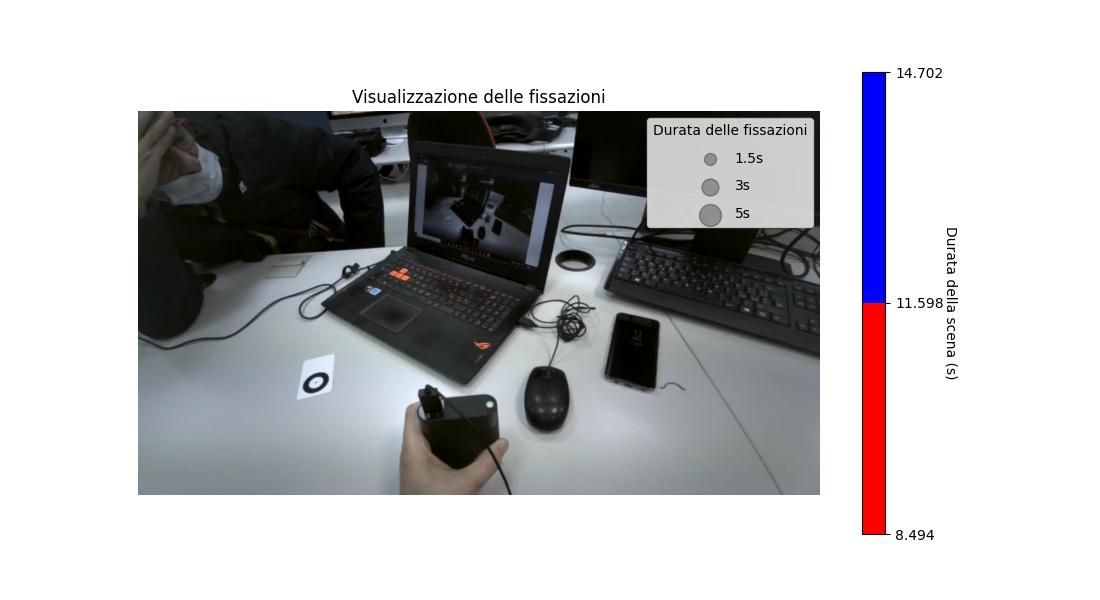 Visualizzazione delle fissazioni
Durata delle fissazioni
1.5s
3s
5s
14.702
11.598
8.494
Durata della scena (s)